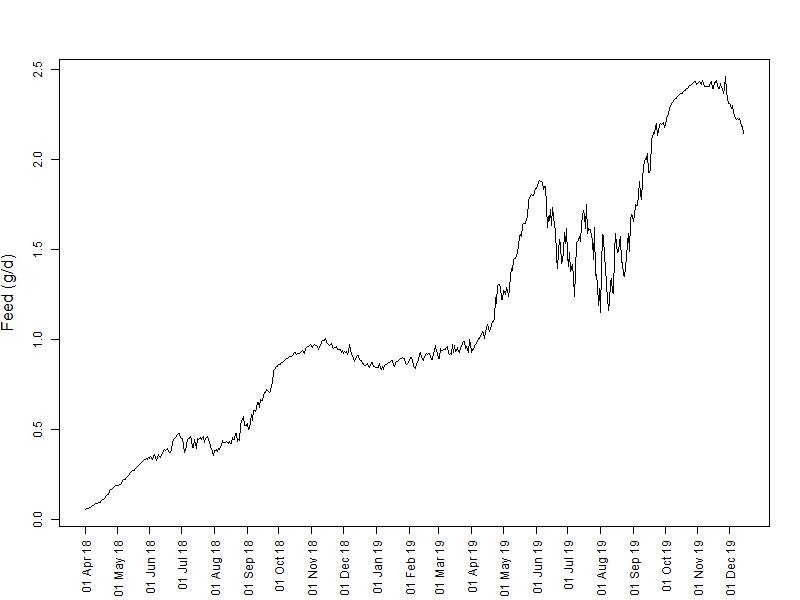 Feed (g/d)
2.5
2.0
1.5
1.0
0.5
0.0
01 Apr 18
01 May 18
01 Jun 18
01 Jul 18
01 Aug 18
01 Sep 18
01 Oct 18
01 Nov 18
01 Dec 18
01 Jan 19
01 Feb 19
01 Mar 19
01 Apr 19
01 May 19
01 Jun 19
01 Jul 19
01 Aug 19
01 Sep 19
01 Oct 19
01 Nov 19
01 Dec 19